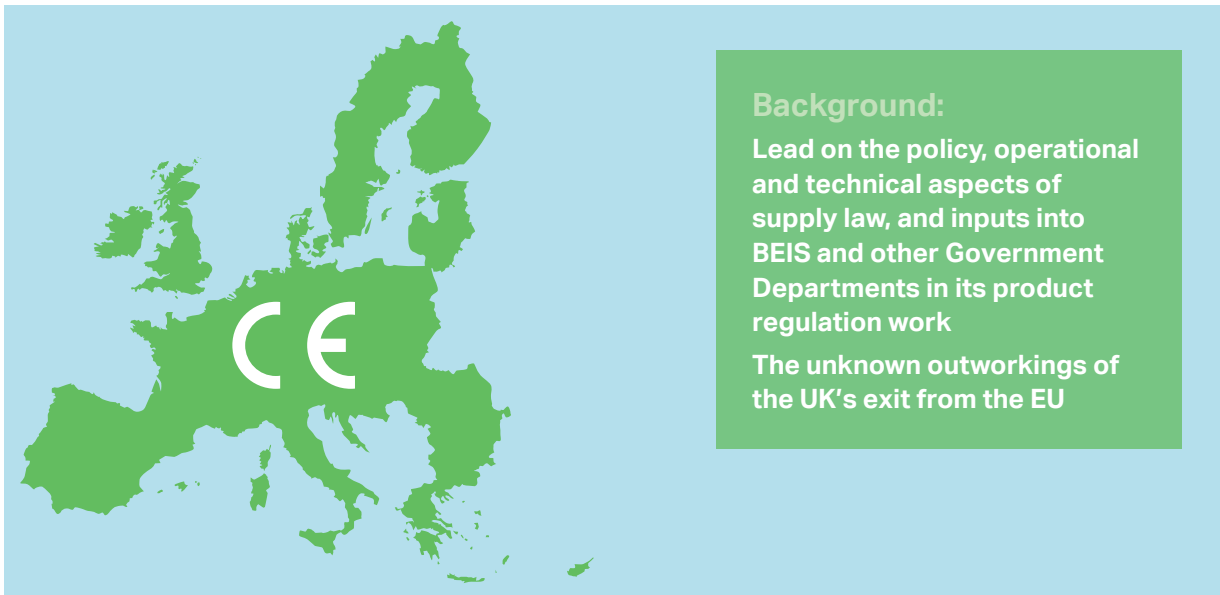 CE
Background:
Lead on the policy, operational
and technical aspects of
supply law, and inputs into
BEIS and other Government
Departments in its product
regulation work
The unknown outworkings of
the UK's exit from the EU